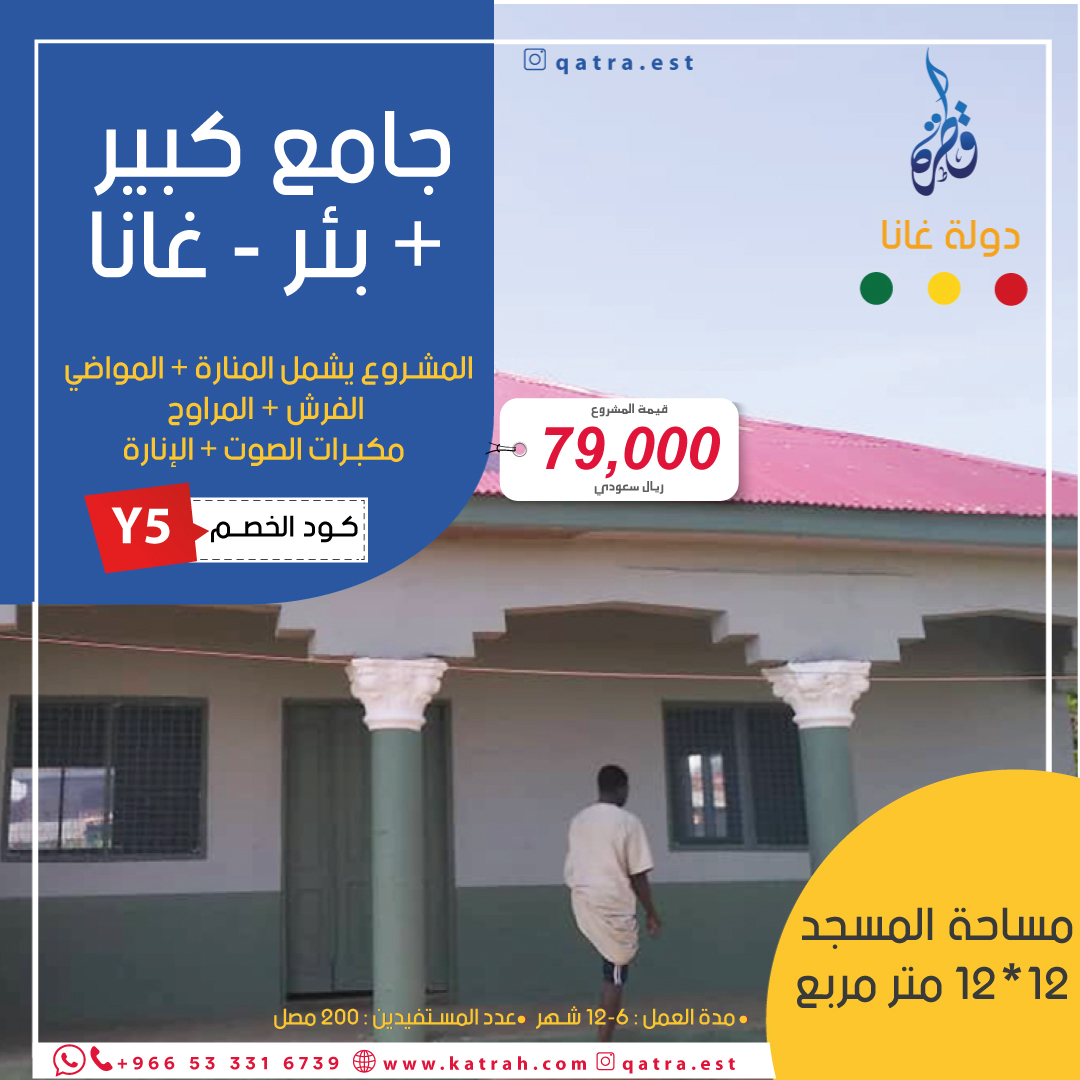 qatra.est
قطرة
دولة غانا
جامع كبير
+ بئر - غانا
المشروع يشمل المنارة + المواضي
الفرش + المراوح
مكبرات الصوت + الإنارة
كود الخصم
Y5
قيمة المشروع
79,000
ريال سعودي
مساحة المسجد
12*12 متر مربع
• مدة العمل : 6-12 شهر •عدد المستفيدين : 200 مصل
+966 53 331 6739 www.katrah.com qatra.est